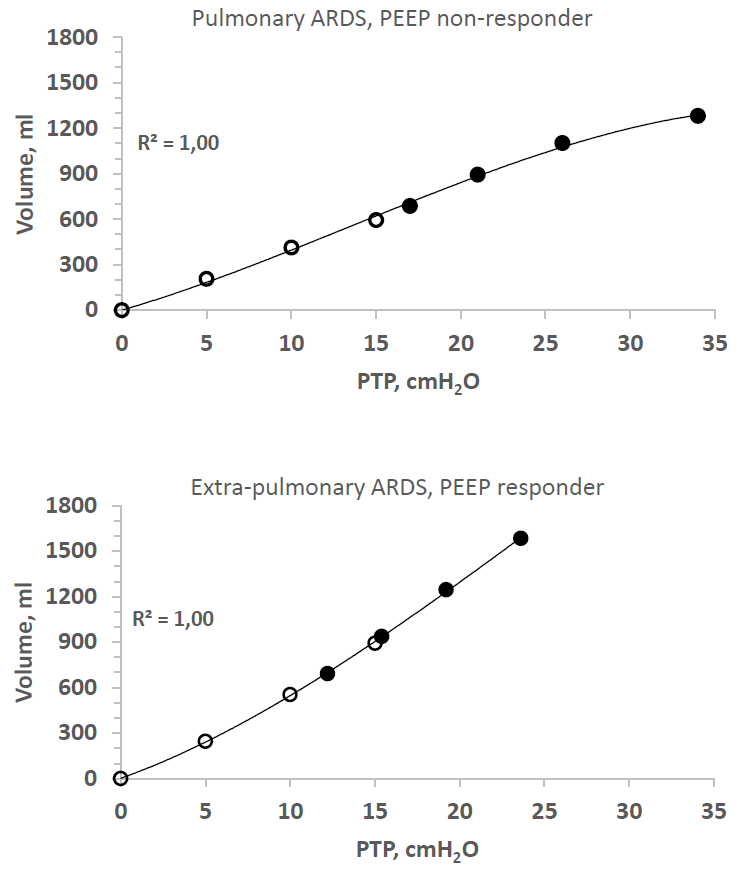 Pulmonary ARDS, PEEP non-responder
1800
1500
1200
900
600
300
0
Volume, ml
R² = 1,00
0 5 10 15 20 25 30 35
PTP, cmH₂O
Extra-pulmonary ARDS, PEEP responder
1800
1500
1200
900
600
300
0
Volume, ml
R² = 1,00
0 5 10 15 20 25 30 35
PTP, cmH₂O